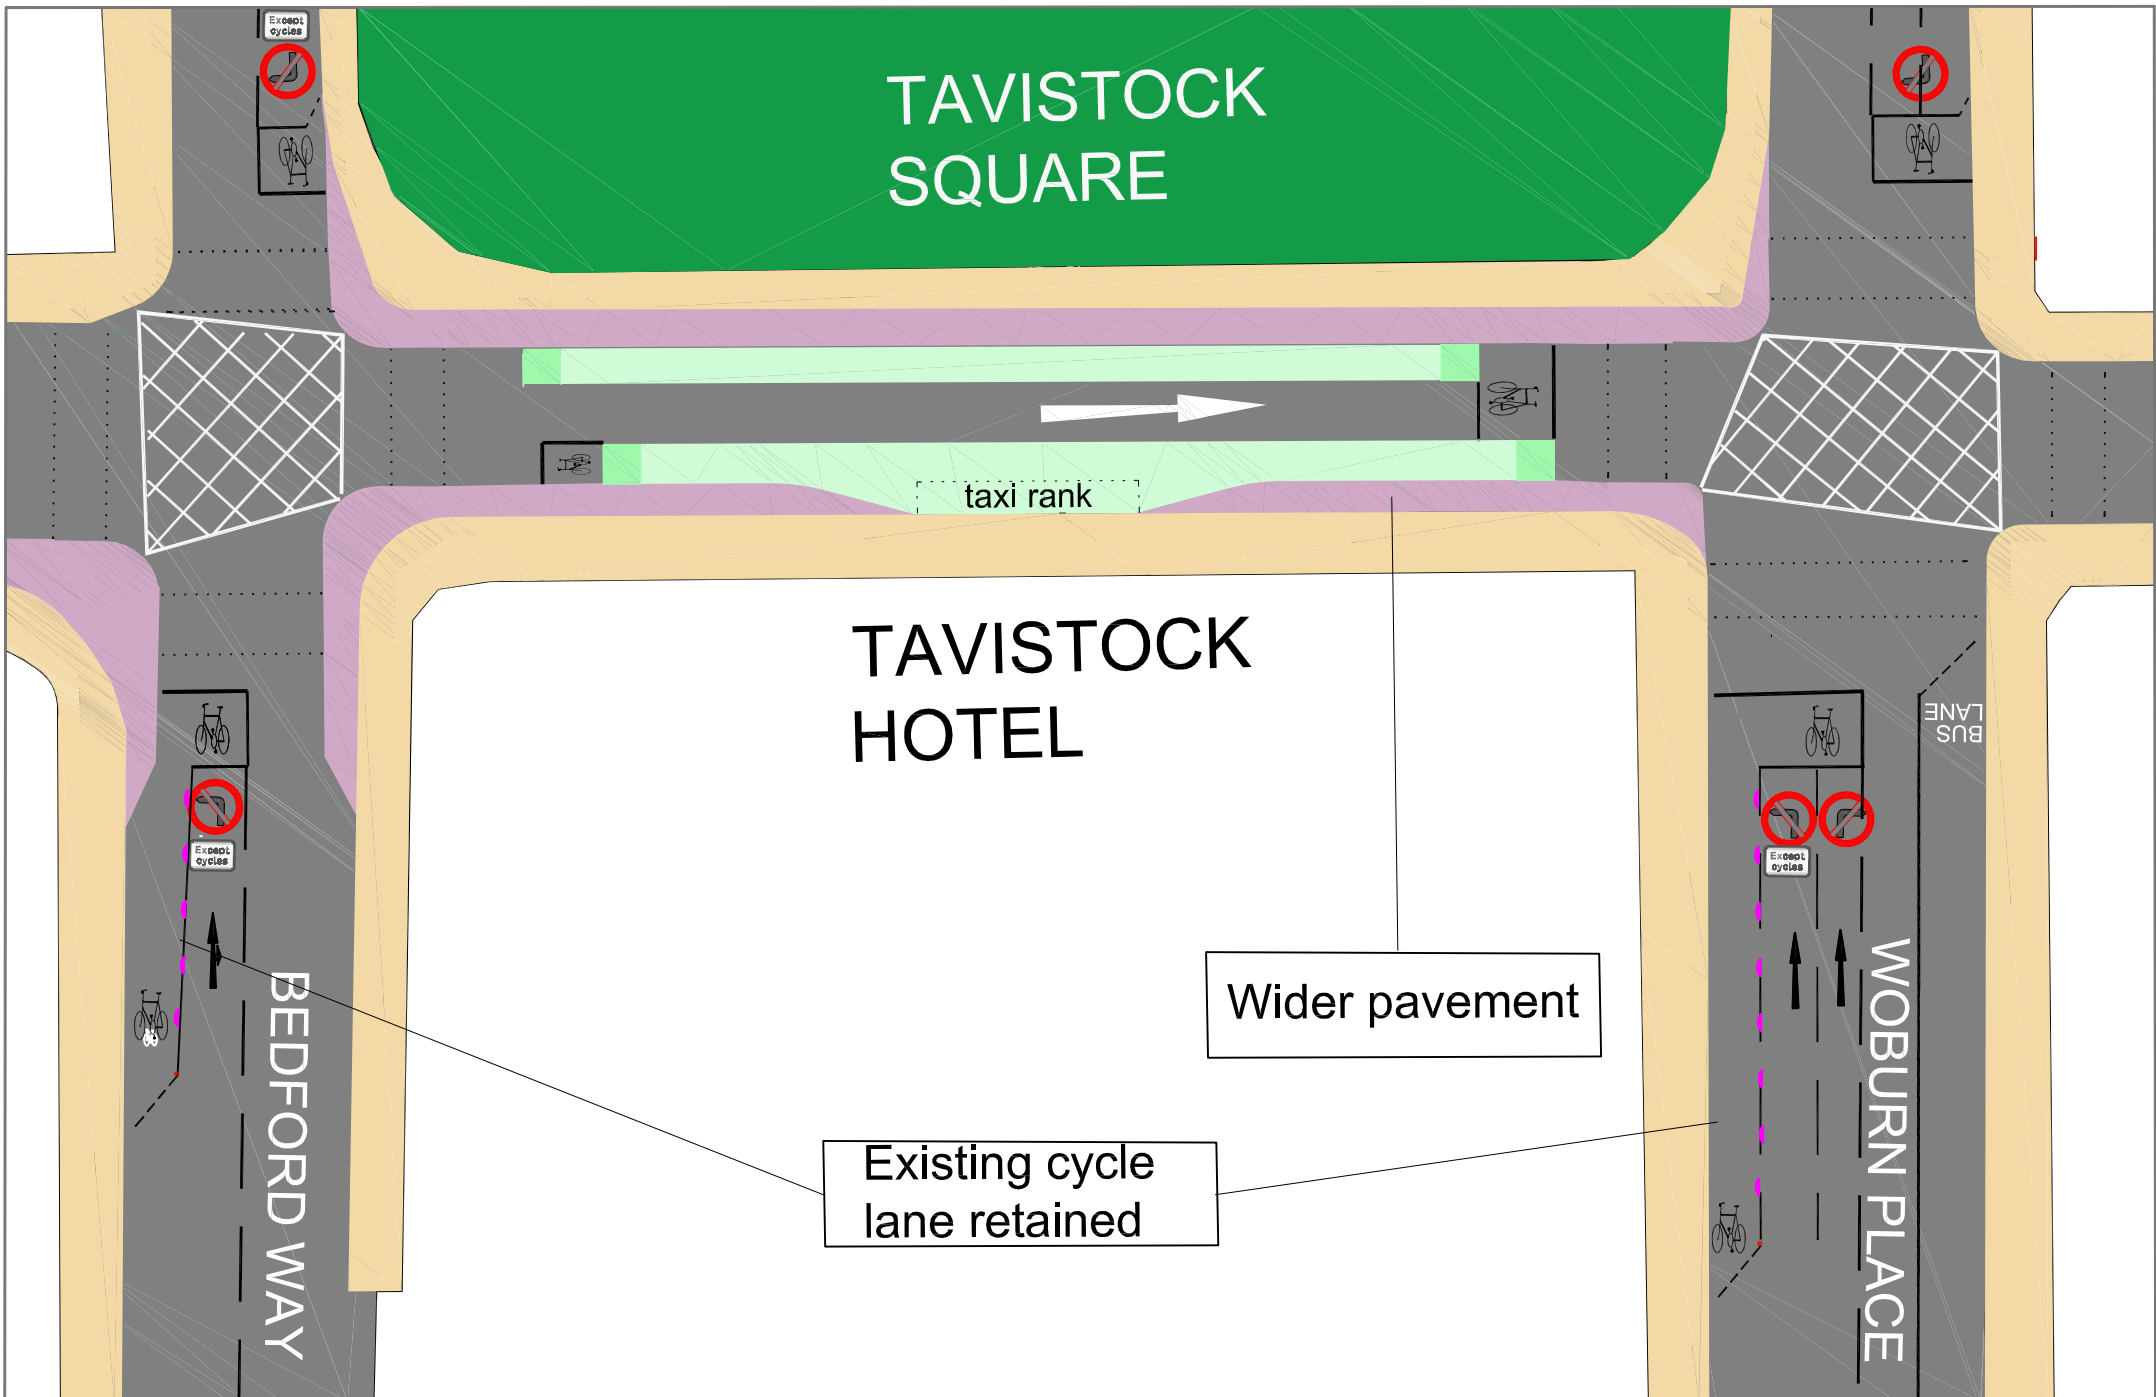 Except
cycles
TAVISTOCK
SQUARE
taxi rank
TAVISTOCK
HOTEL
BUS
LANE
Except
cycles
Except
cycles
BEDFORD WAY
WOBURN PLACE
Wider pavement
Existing cycle
lane retained